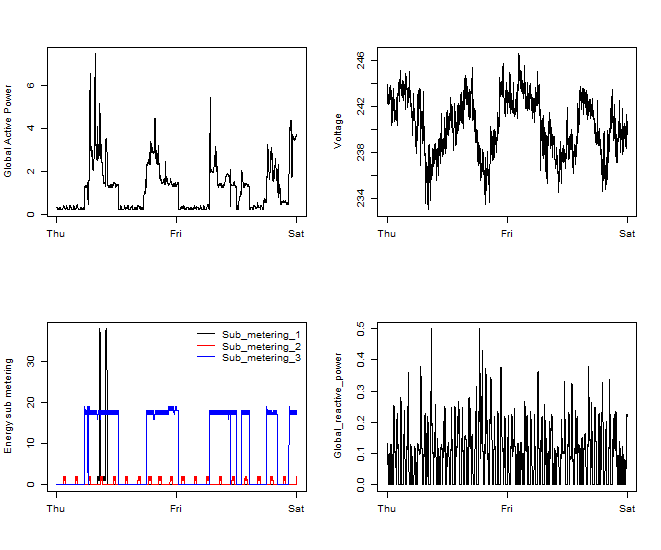 Global Active Power
0 2 4 6
Thu Fri Sat
Voltage
234 238 242 246
Thu Fri Sat
Energy sub metering
0 10 20 30
Sub_metering_1
Sub_metering_2
Sub_metering_3
Thu Fri Sat
Global_reactive_power
0.0 0.1 0.2 0.3 0.4 0.5
Thu Fri Sat